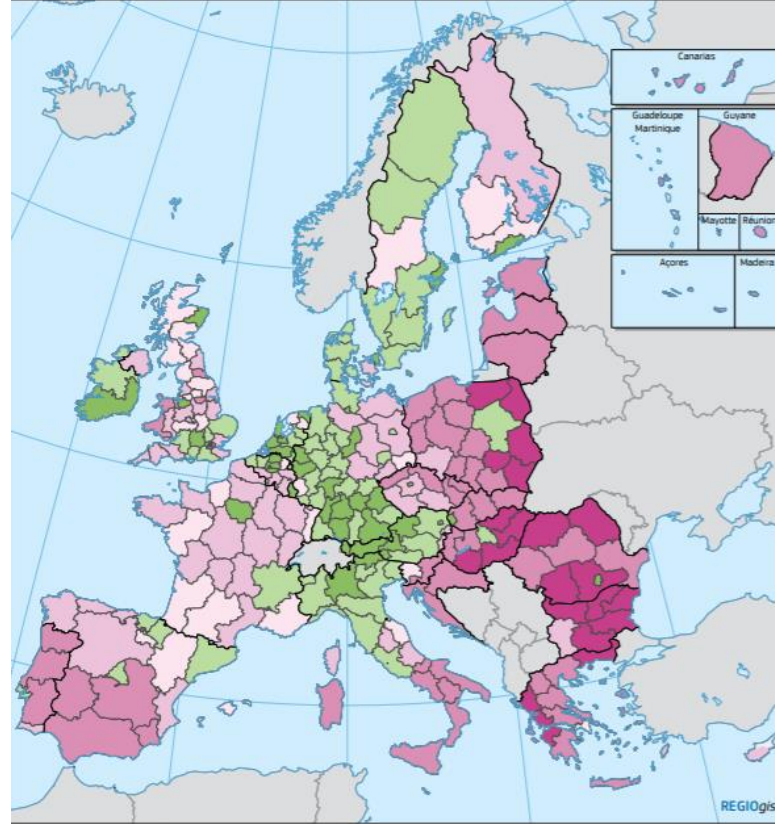 Canarias
Guadeloupe
Martinique
Guyane
Mayotte
Réunion
Açores
Madeira
REGIOgis